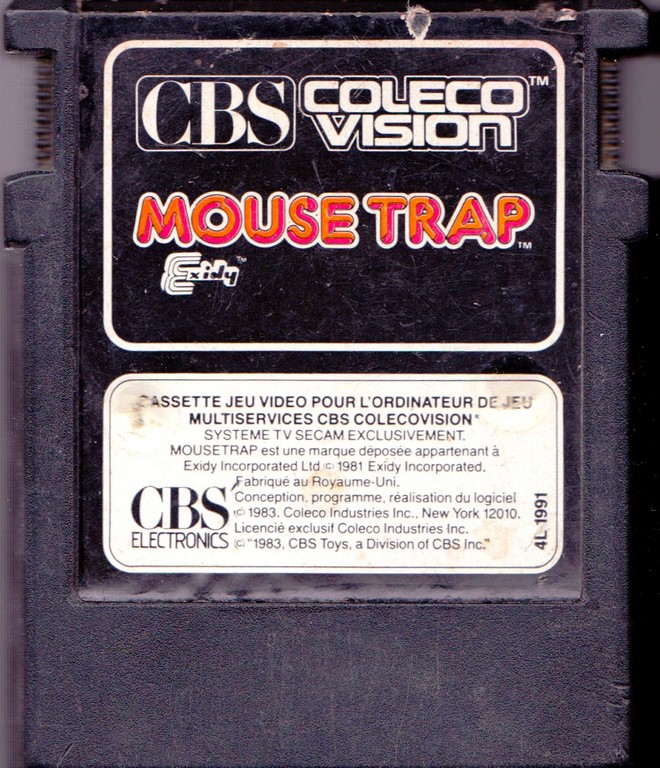 CBS COLECO VISION™
MOUSE TRAP™
Exidy™
CASSETTE JEU VIDEO POUR L'ORDINATEUR DE JEU
MULTISERVICES CBS COLECOVISION*
SYSTEME TV SECAM EXCLUSIVEMENT.
MOUSETRAP est une marque déposée appartenant à
Exidy Incorporated Ltd © 1981 Exidy Incorporated.
Fabriqué au Royaume-Uni.
Conception, programme, réalisation du logiciel
© 1983. Coleco Industries Inc., New York 12010.
Licencié exclusif Coleco Industries Inc.
©"1983, CBS Toys, a Division of CBS Inc."
CBS
ELECTRONICS
4L 1991